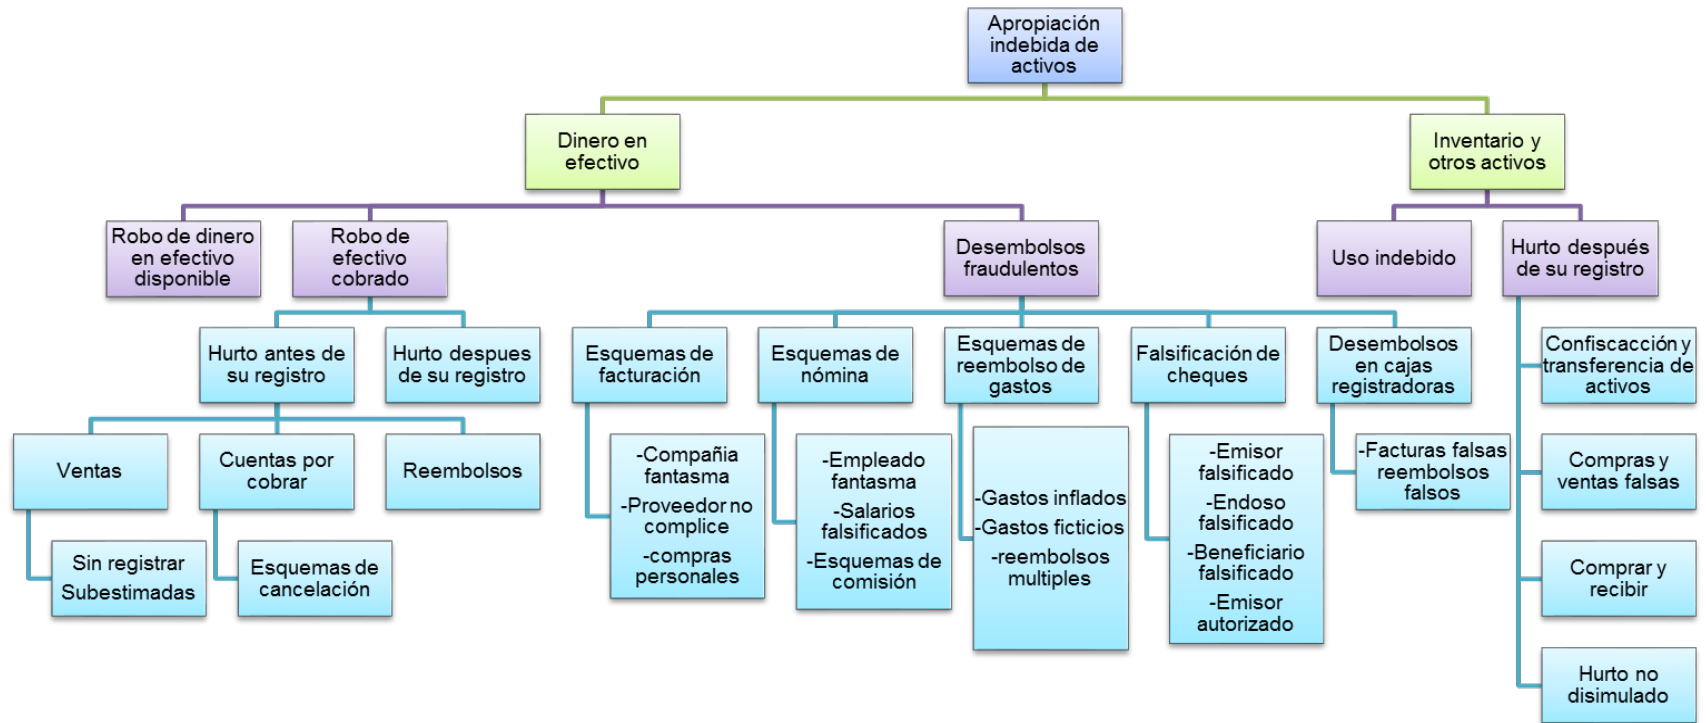 Apropiación
indebida de
activos
Dinero en
efectivo
Inventario y
otros activos
Robo de dinero
en efectivo
disponible
Robo de
efectivo
cobrado
Desembolsos
fraudulentos
Uso indebido
Hurto después
de su registro
Hurto antes de
su registro
Hurto despues
de su registro
Esquemas de
facturación
Esquemas de
nómina
Esquemas de
reembolso de
gastos
Falsificación de
cheques
Desembolsos
en cajas
registradoras
Confiscacción y
transferencia de
activos
Ventas
Cuentas por
cobrar
Reembolsos
-Compañia
fantasma
-Proveedor no
complice
-compras
personales
-Empleado
fantasma
-Salarios
falsificados
-Esquemas de
comisión
-Gastos inflados
-Gastos ficticios
-reembolsos
multiples
-Emisor
falsificado
-Endoso
falsificado
-Beneficiario
falsificado
-Emisor
autorizado
-Facturas falsas
reembolsos
falsos
Compras y
ventas falsas
Sin registrar
Subestimadas
Esquemas de
cancelación
Comprar y
recibir
Hurto no
disimulado